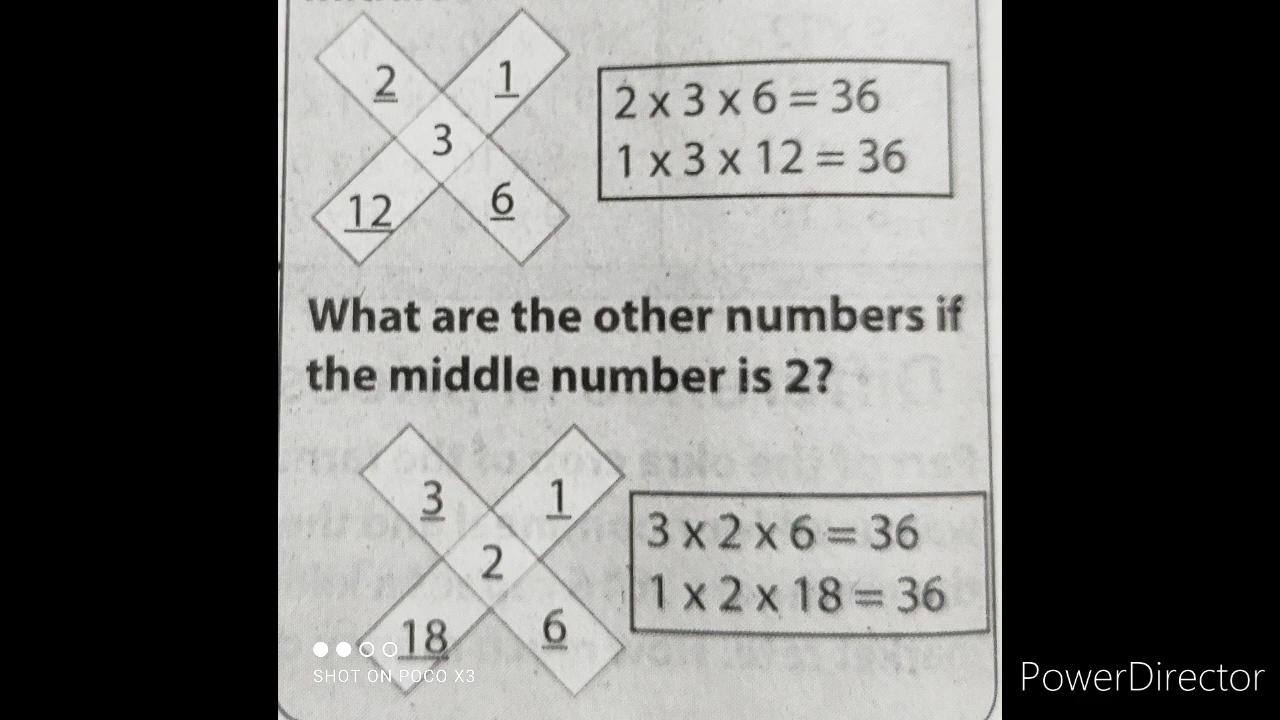 2 1
3
12 6
2 x 3 x 6 = 36
1 x 3 x 12 = 36
What are the other numbers if
the middle number is 2?
3 1
2
18 6
3 x 2 x 6 = 36
1 x 2 x 18 = 36
SHOT ON POCO X3
PowerDirector